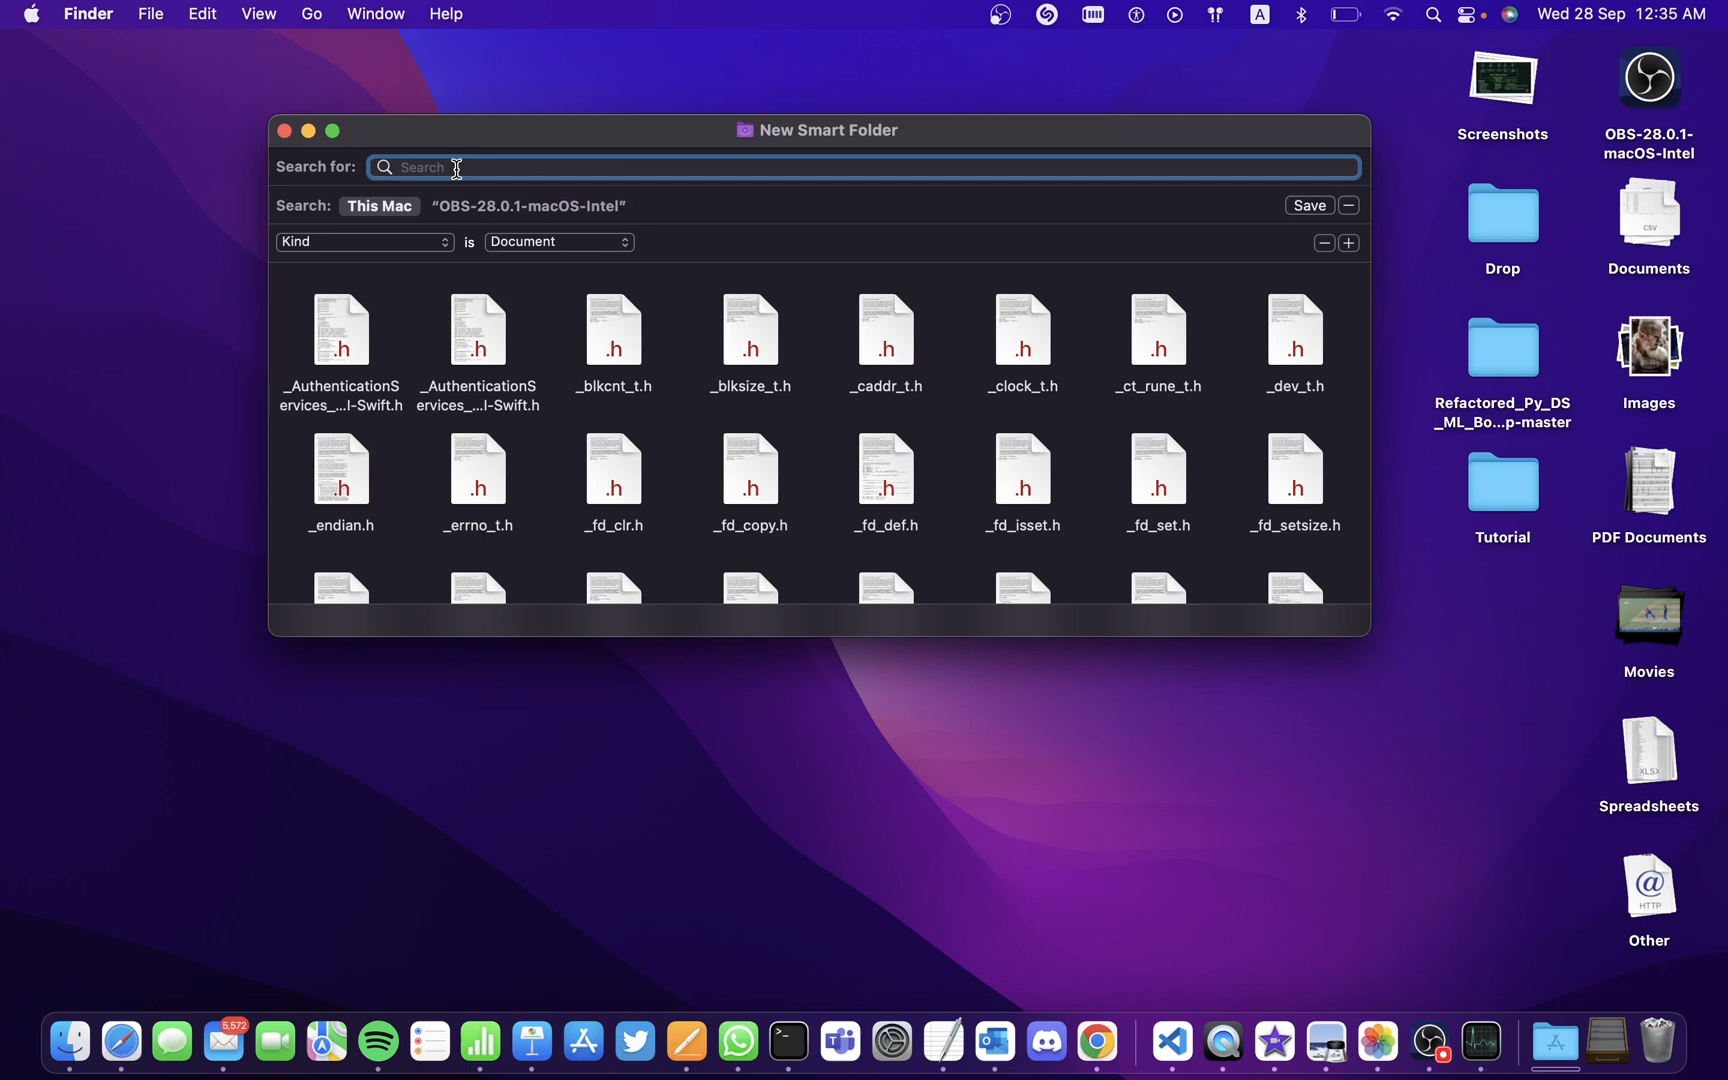 Finder File Edit View Go Window Help
A
Wed 28 Sep 12:35 AM
New Smart Folder
Search for: Search
Search: This Mac “OBS-28.0.1-macOS-Intel” Save
Kind is Document
.h .h .h .h .h .h .h .h
_AuthenticationS
ervices_...l-Swift.h
_AuthenticationS
ervices_...l-Swift.h
_blkcnt_t.h
_blksize_t.h
_caddr_t.h
_clock_t.h
_ct_rune_t.h
_dev_t.h
.h .h .h .h .h .h .h .h
_endian.h
_errno_t.h
_fd_clr.h
_fd_copy.h
_fd_def.h
_fd_isset.h
_fd_set.h
_fd_setsize.h
Screenshots
OBS-28.0.1-
macOS-Intel
Drop
CSV
Documents
Refactored_Py_DS
_ML_Bo...p-master
Images
Tutorial
PDF Documents
Movies
XLSX
Spreadsheets
@
HTTP
Other
5,572